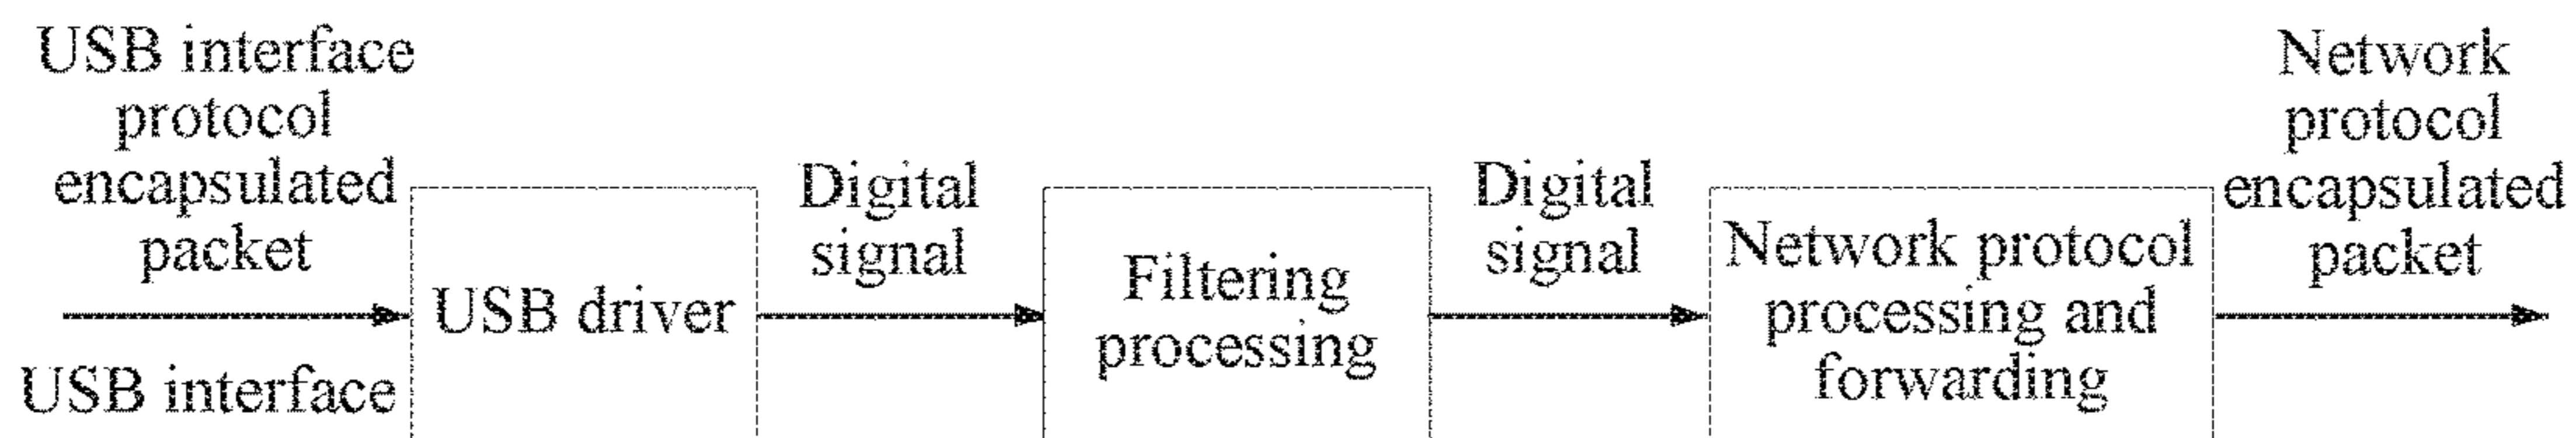 USB interface
protocol
encapsulated
packet
USB interface
USB driver
Digital
signal
Filtering
processing
Digital
signal
Network protocol
processing and
forwarding
Network
protocol
encapsulated
packet